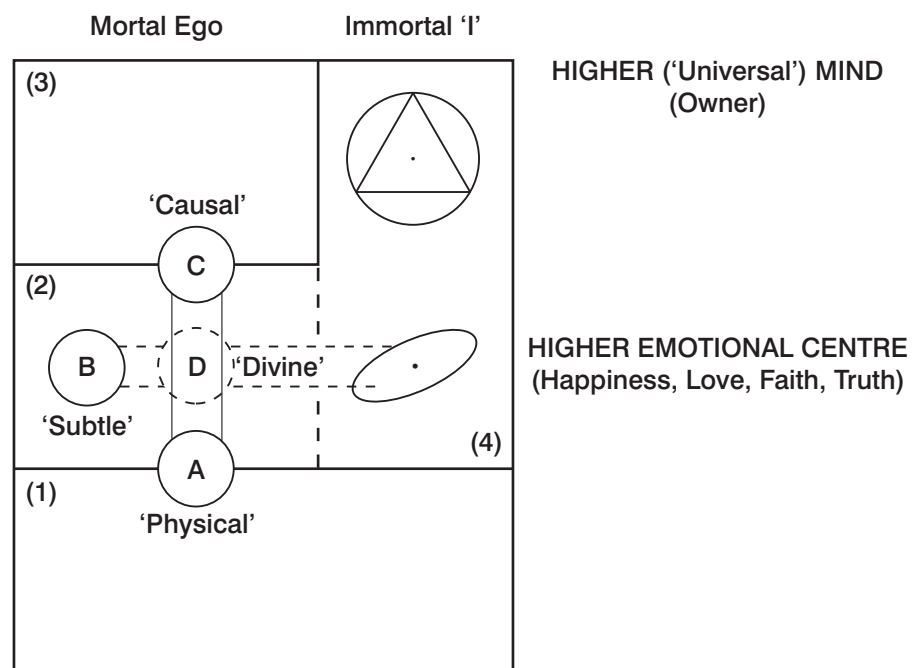 Mortal Ego
Immortal 'I'
(3)
HIGHER ('Universal') MIND
(Owner)
'Causal'
C
(2)
B
D
'Divine'
HIGHER EMOTIONAL CENTRE
(Happiness, Love, Faith, Truth)
'Subtle'
(4)
A
(1)
'Physical'